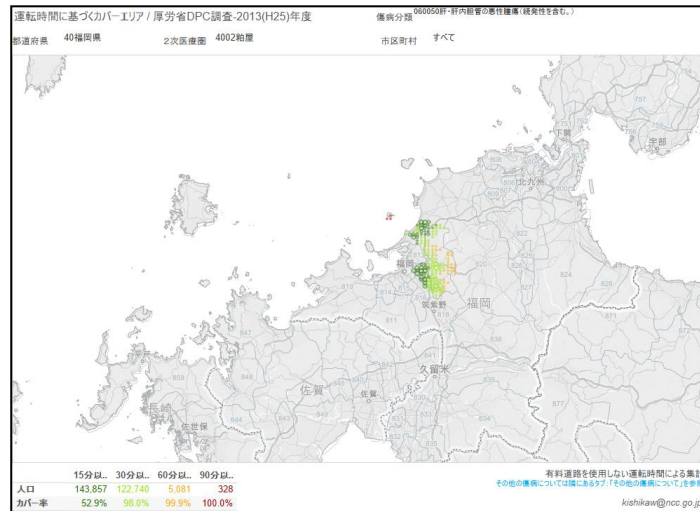 運転時間に基づくカバーエリア / 厚労省DPC調査-2013(H25)年度
傷病分類 060050肝・肝内胆管の悪性腫瘍(続発性を含む。)
都道府県 40福岡県 2次医療圏 4002粕屋 市区町村 すべて
下関
宇部
北九州
福岡
筑紫野
福岡
久留米
佐賀
佐賀
長崎
佐世保
15分以.. 30分以.. 60分以.. 90分以..
人口 143,857 122,740 5,081 328
カバー率 52.9% 98.0% 99.9% 100.0%
有料道路を使用しない運転時間による集計
その他の傷病については隣にあるタブ:「その他の傷病について」を参照
kishikaw@ncc.go.jp